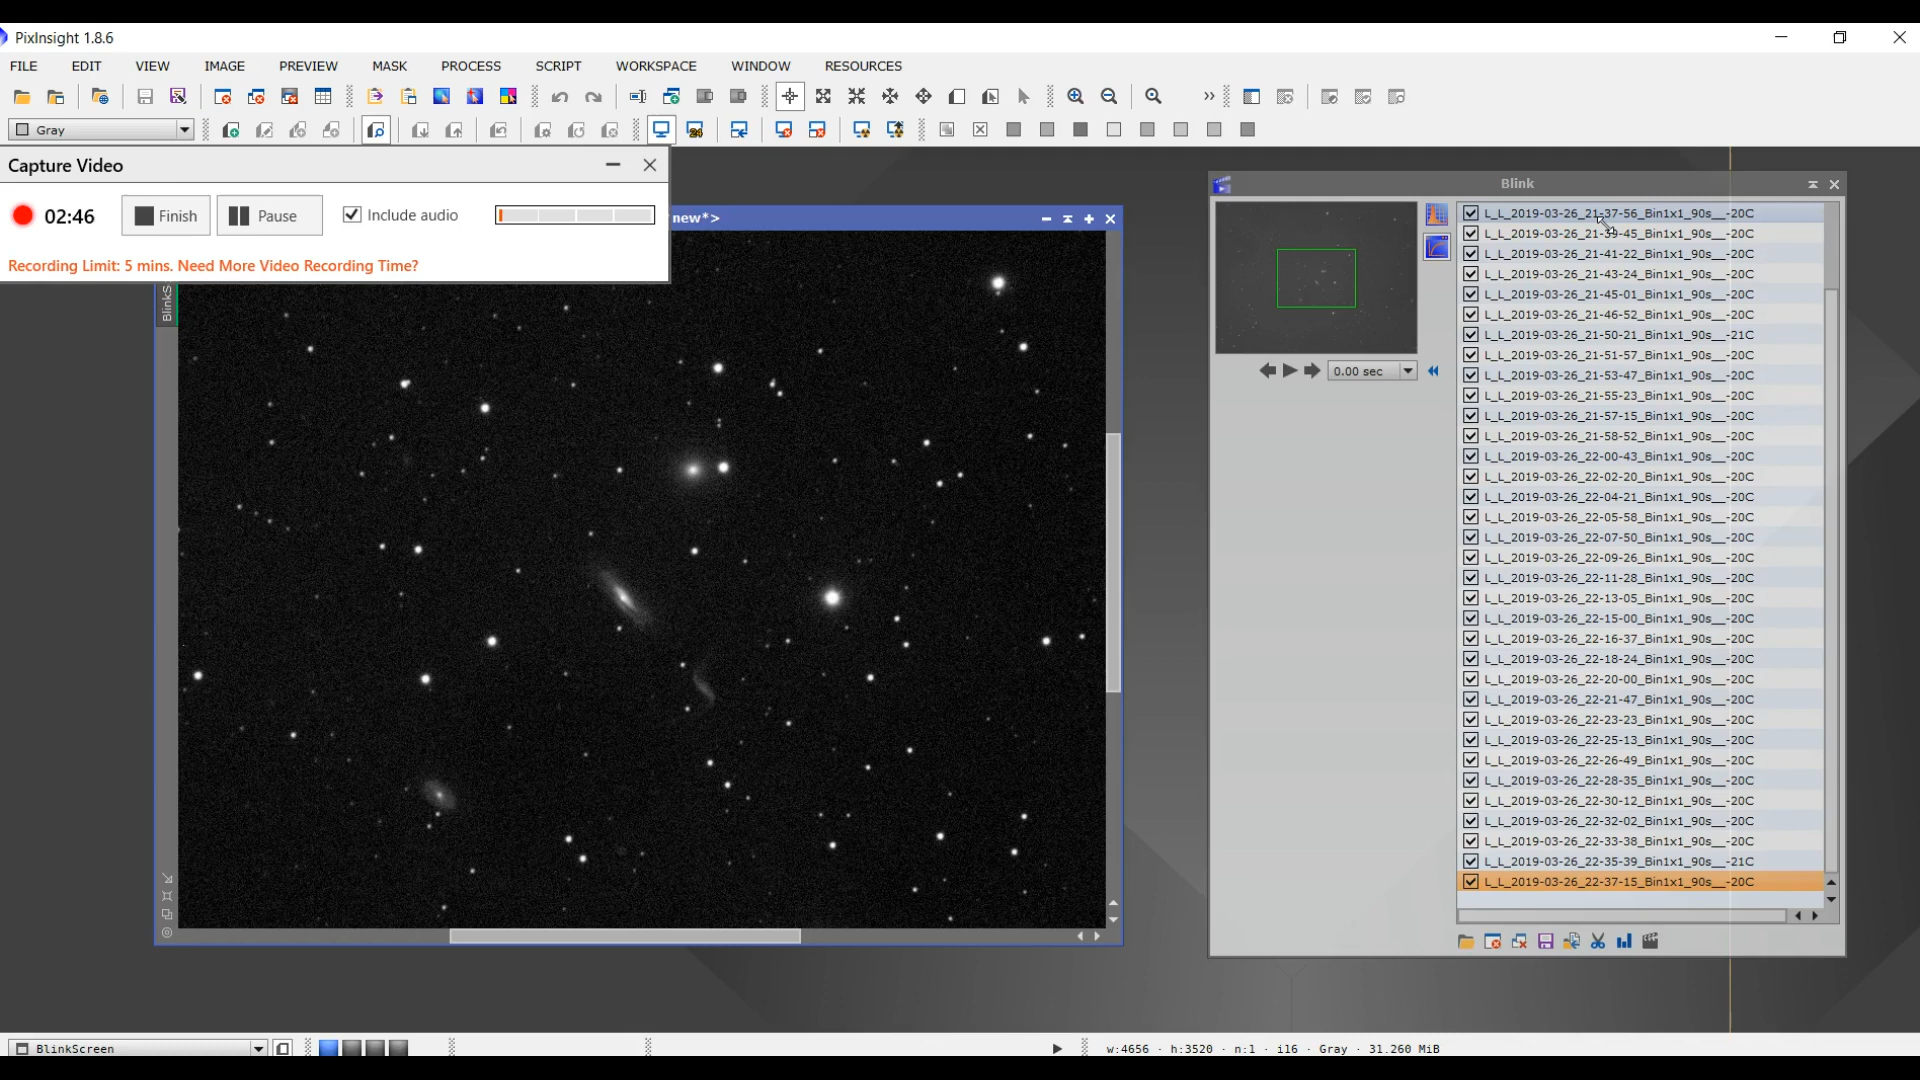 PixInsight 1.8.6
FILE EDIT VIEW IMAGE PREVIEW MASK PROCESS SCRIPT WORKSPACE WINDOW RESOURCES
Gray
24
Capture Video
02:46 Finish Pause Include audio
Recording Limit: 5 mins. Need More Video Recording Time?
new*>
BlinkS
Blink
0.00 sec
L_L_2019-03-26_21-37-56_Bin1x1_90s__-20C
L_L_2019-03-26_21-39-45_Bin1x1_90s__-20C
L_L_2019-03-26_21-41-22_Bin1x1_90s__-20C
L_L_2019-03-26_21-43-24_Bin1x1_90s__-20C
L_L_2019-03-26_21-45-01_Bin1x1_90s__-20C
L_L_2019-03-26_21-46-52_Bin1x1_90s__-20C
L_L_2019-03-26_21-50-21_Bin1x1_90s__-21C
L_L_2019-03-26_21-51-57_Bin1x1_90s__-20C
L_L_2019-03-26_21-53-47_Bin1x1_90s__-20C
L_L_2019-03-26_21-55-23_Bin1x1_90s__-20C
L_L_2019-03-26_21-57-15_Bin1x1_90s__-20C
L_L_2019-03-26_21-58-52_Bin1x1_90s__-20C
L_L_2019-03-26_22-00-43_Bin1x1_90s__-20C
L_L_2019-03-26_22-02-20_Bin1x1_90s__-20C
L_L_2019-03-26_22-04-21_Bin1x1_90s__-20C
L_L_2019-03-26_22-05-58_Bin1x1_90s__-20C
L_L_2019-03-26_22-07-50_Bin1x1_90s__-20C
L_L_2019-03-26_22-09-26_Bin1x1_90s__-20C
L_L_2019-03-26_22-11-28_Bin1x1_90s__-20C
L_L_2019-03-26_22-13-05_Bin1x1_90s__-20C
L_L_2019-03-26_22-15-00_Bin1x1_90s__-20C
L_L_2019-03-26_22-16-37_Bin1x1_90s__-20C
L_L_2019-03-26_22-18-24_Bin1x1_90s__-20C
L_L_2019-03-26_22-20-00_Bin1x1_90s__-20C
L_L_2019-03-26_22-21-47_Bin1x1_90s__-20C
L_L_2019-03-26_22-23-23_Bin1x1_90s__-20C
L_L_2019-03-26_22-25-13_Bin1x1_90s__-20C
L_L_2019-03-26_22-26-49_Bin1x1_90s__-20C
L_L_2019-03-26_22-28-35_Bin1x1_90s__-20C
L_L_2019-03-26_22-30-12_Bin1x1_90s__-20C
L_L_2019-03-26_22-32-02_Bin1x1_90s__-20C
L_L_2019-03-26_22-33-38_Bin1x1_90s__-20C
L_L_2019-03-26_22-35-39_Bin1x1_90s__-21C
L_L_2019-03-26_22-37-15_Bin1x1_90s__-20C
BlinkScreen
w:4656 · h:3520 · n:1 · i16 · Gray · 31.260 MiB